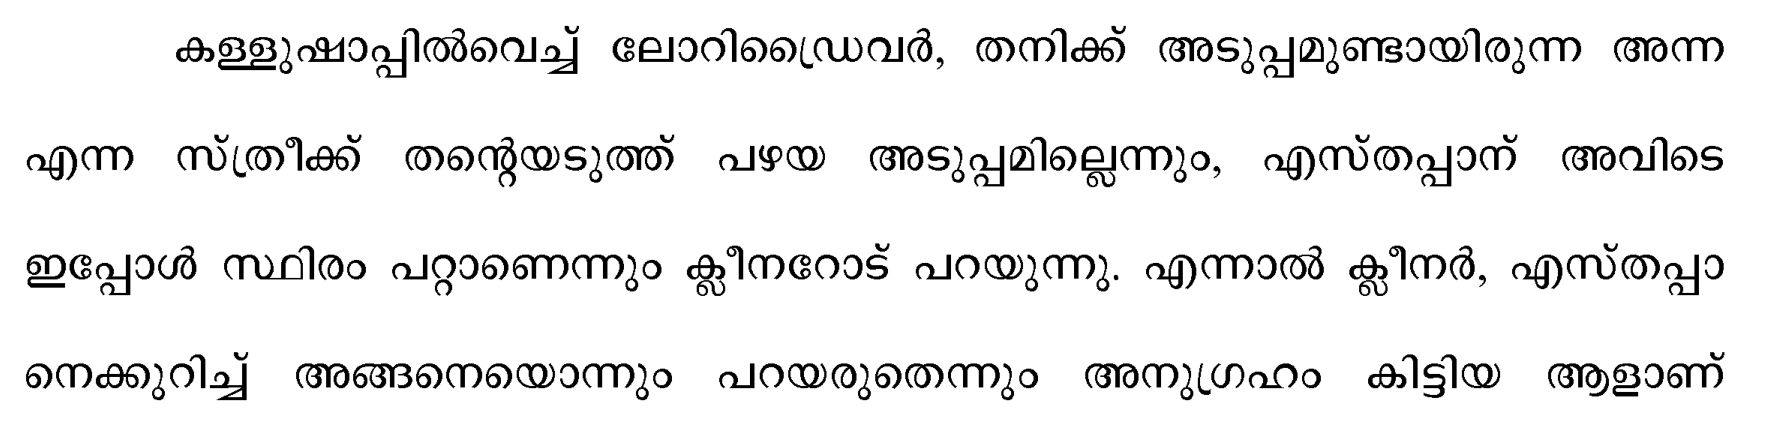 കള്ളുഷാപ്പിൽവെച്ച് ലോറിഡ്രൈവർ, തനിക്ക് അടുപ്പമുണ്ടായിരുന്ന അന്ന
എന്ന സ്ത്രീക്ക് തന്റെയടുത്ത് പഴയ അടുപ്പമില്ലെന്നും, എസ്തപ്പാന് അവിടെ
ഇപ്പോൾ സ്ഥിരം പറ്റാണെന്നും ക്ലീനറോട് പറയുന്നു. എന്നാൽ ക്ലീനർ, എസ്തപ്പാ
നെക്കുറിച്ച് അങ്ങനെയൊന്നും പറയരുതെന്നും അനുഗ്രഹം കിട്ടിയ ആളാണ്